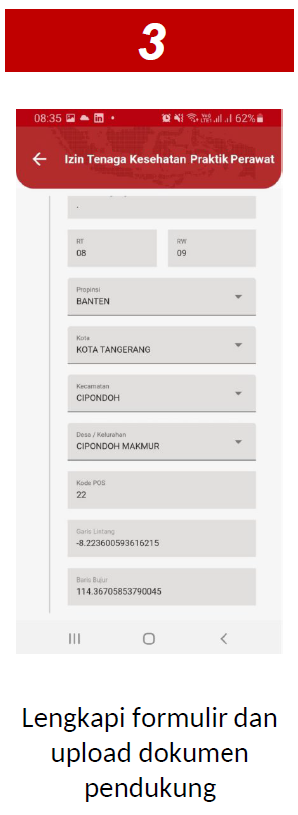 3
08:35 62%
Izin Tenaga Kesehatan Praktik Perawat
.
RT RW
08 09
Propinsi
BANTEN
Kota
KOTA TANGERANG
Kecamatan
CIPONDOH
Desa / Kelurahan
CIPONDOH MAKMUR
Kode POS
22
Garis Lintang
-8.223600593616215
Baris Bujur
114.36705853790045
Lengkapi formulir dan
upload dokumen
pendukung